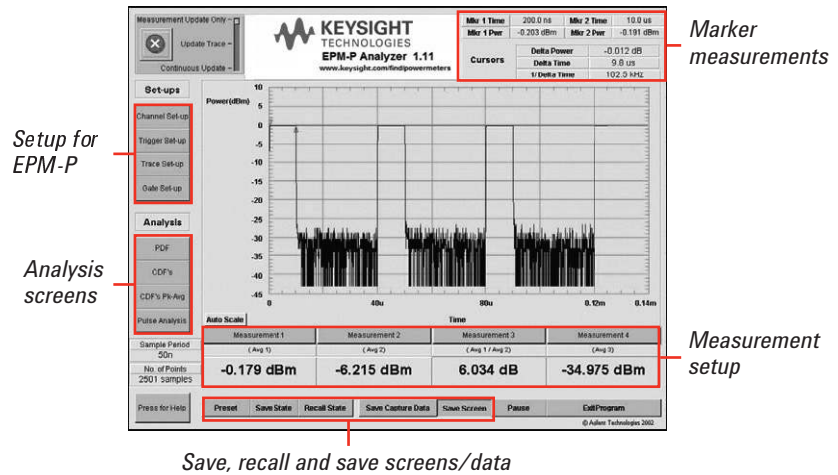 Measurement Update Only -
Update Trace -
Continuous Update -
KEYSIGHT
TECHNOLOGIES
EPM-P Analyzer 1.11
www.keysight.com/find/powermeters
Mkr 1 Time 200.0 ns Mkr 2 Time 10.0 us
Mkr 1 Pwr -0.203 dBm Mkr 2 Pwr -0.191 dBm
Cursors
Delta Power -0.012 dB
Delta Time 9.8 us
1/ Delta Time 102.0 kHz
Marker
measurements
Set-ups
Channel Set-up
Trigger Set-up
Trace Set-up
Gate Set-up
Setup for
EPM-P
Analysis
PDF
CDF's
CDF's Pk-Avg
Pulse Analysis
Analysis
screens
Power(dBm)
10
5
0
-5
-10
-15
-20
-25
-30
-35
-40
-45
0 40u 80u 0.12m 0.14m
Auto Scale
Time
Sample Period
50n
No. of Points
2501 samples
Measurement 1 Measurement 2 Measurement 3 Measurement 4
( Avg 1) ( Avg 2) ( Avg 1 / Avg 2) ( Avg 3)
-0.179 dBm -6.215 dBm 6.034 dB -34.975 dBm
Measurement
setup
Press for Help
Preset Save State Recall State Save Capture Data Save Screen Pause Exit Program
© Agilent Technologies 2002
Save, recall and save screens/data